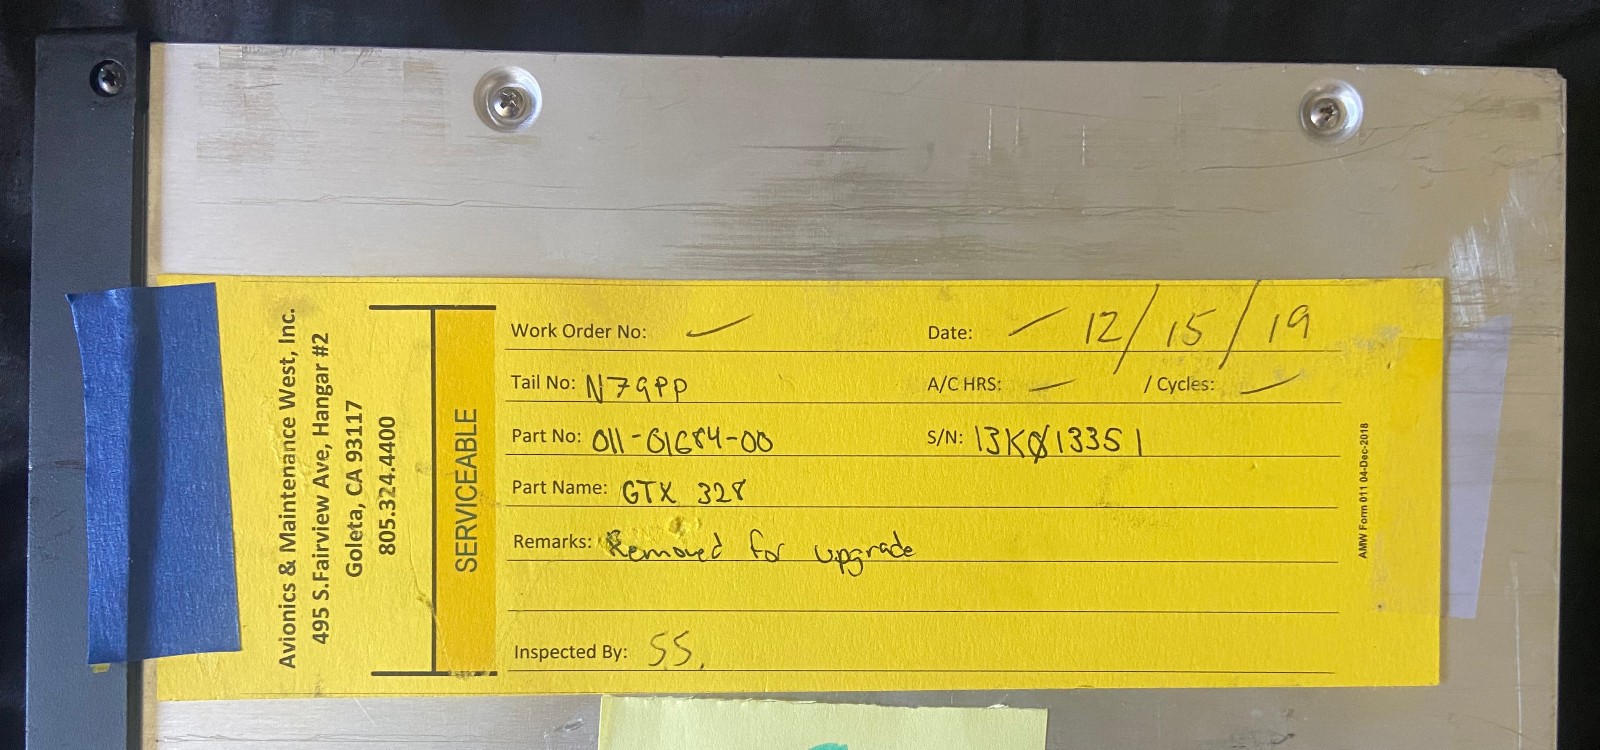 Avionics & Maintenance West, Inc.
495 S.Fairview Ave, Hangar #2
Goleta, CA 93117
805.324.4400
SERVICEABLE
Work Order No: — Date: — 12/15/19
Tail No: N79PP A/C HRS: — / Cycles: —
Part No: 011-01684-00 S/N: 13KØ13351
Part Name: GTX 328
Remarks: Removed for upgrade
Inspected By: SS.
AMW Form 011 04-Dec-2018